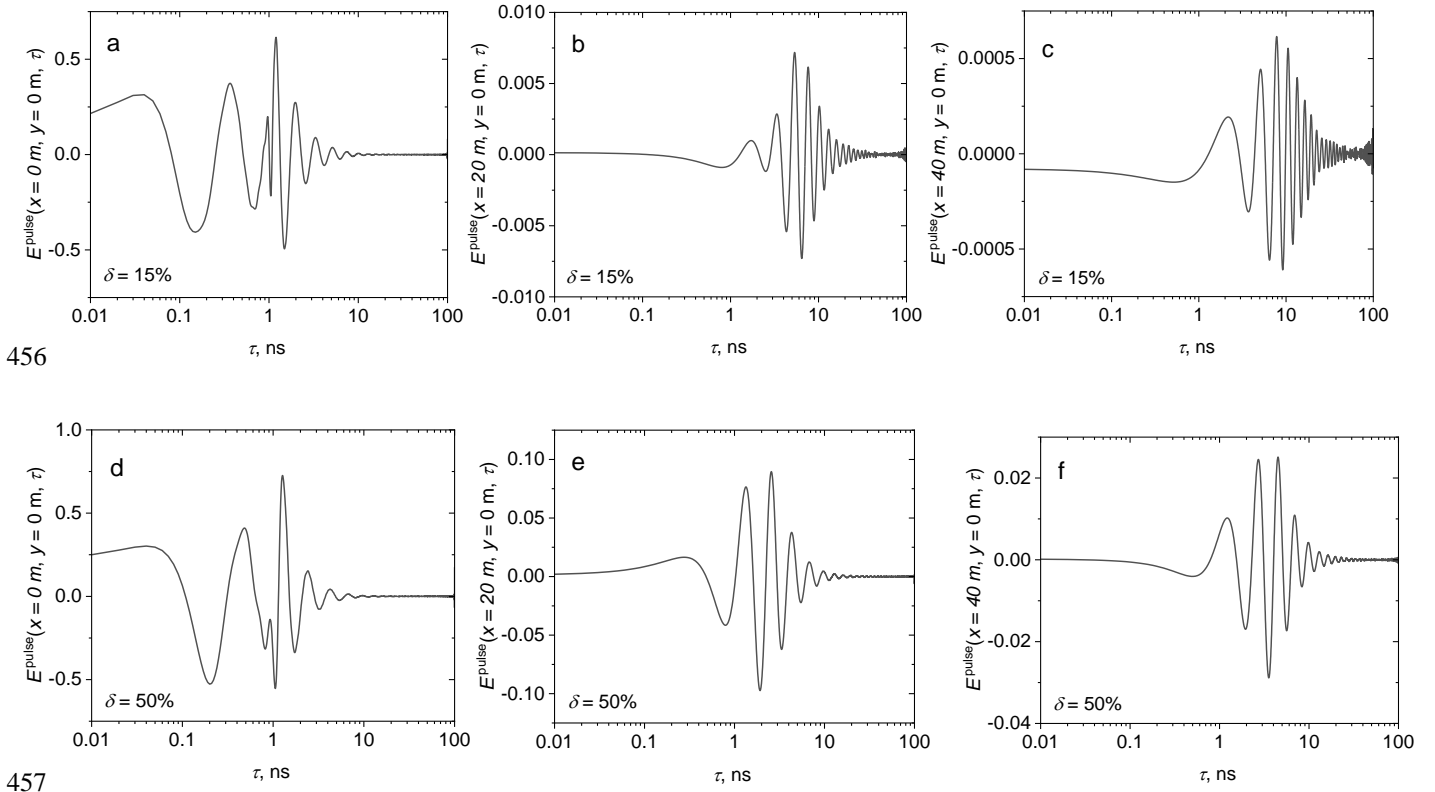 a
E^pulse(x = 0 m, y = 0 m, τ)
0.5
0.0
-0.5
δ = 15%
0.01 0.1 1 10 100
τ, ns
b
E^pulse(x = 20 m, y = 0 m, τ)
0.010
0.005
0.000
-0.005
-0.010
δ = 15%
0.01 0.1 1 10 100
τ, ns
c
E^pulse(x = 40 m, y = 0 m, τ)
0.0005
0.0000
-0.0005
δ = 15%
0.01 0.1 1 10 100
τ, ns
456
d
E^pulse(x = 0 m, y = 0 m, τ)
1.0
0.5
0.0
-0.5
δ = 50%
0.01 0.1 1 10 100
τ, ns
e
E^pulse(x = 20 m, y = 0 m, τ)
0.10
0.05
0.00
-0.05
-0.10
δ = 50%
0.01 0.1 1 10 100
τ, ns
f
E^pulse(x = 40 m, y = 0 m, τ)
0.02
0.00
-0.02
-0.04
δ = 50%
0.01 0.1 1 10 100
τ, ns
457